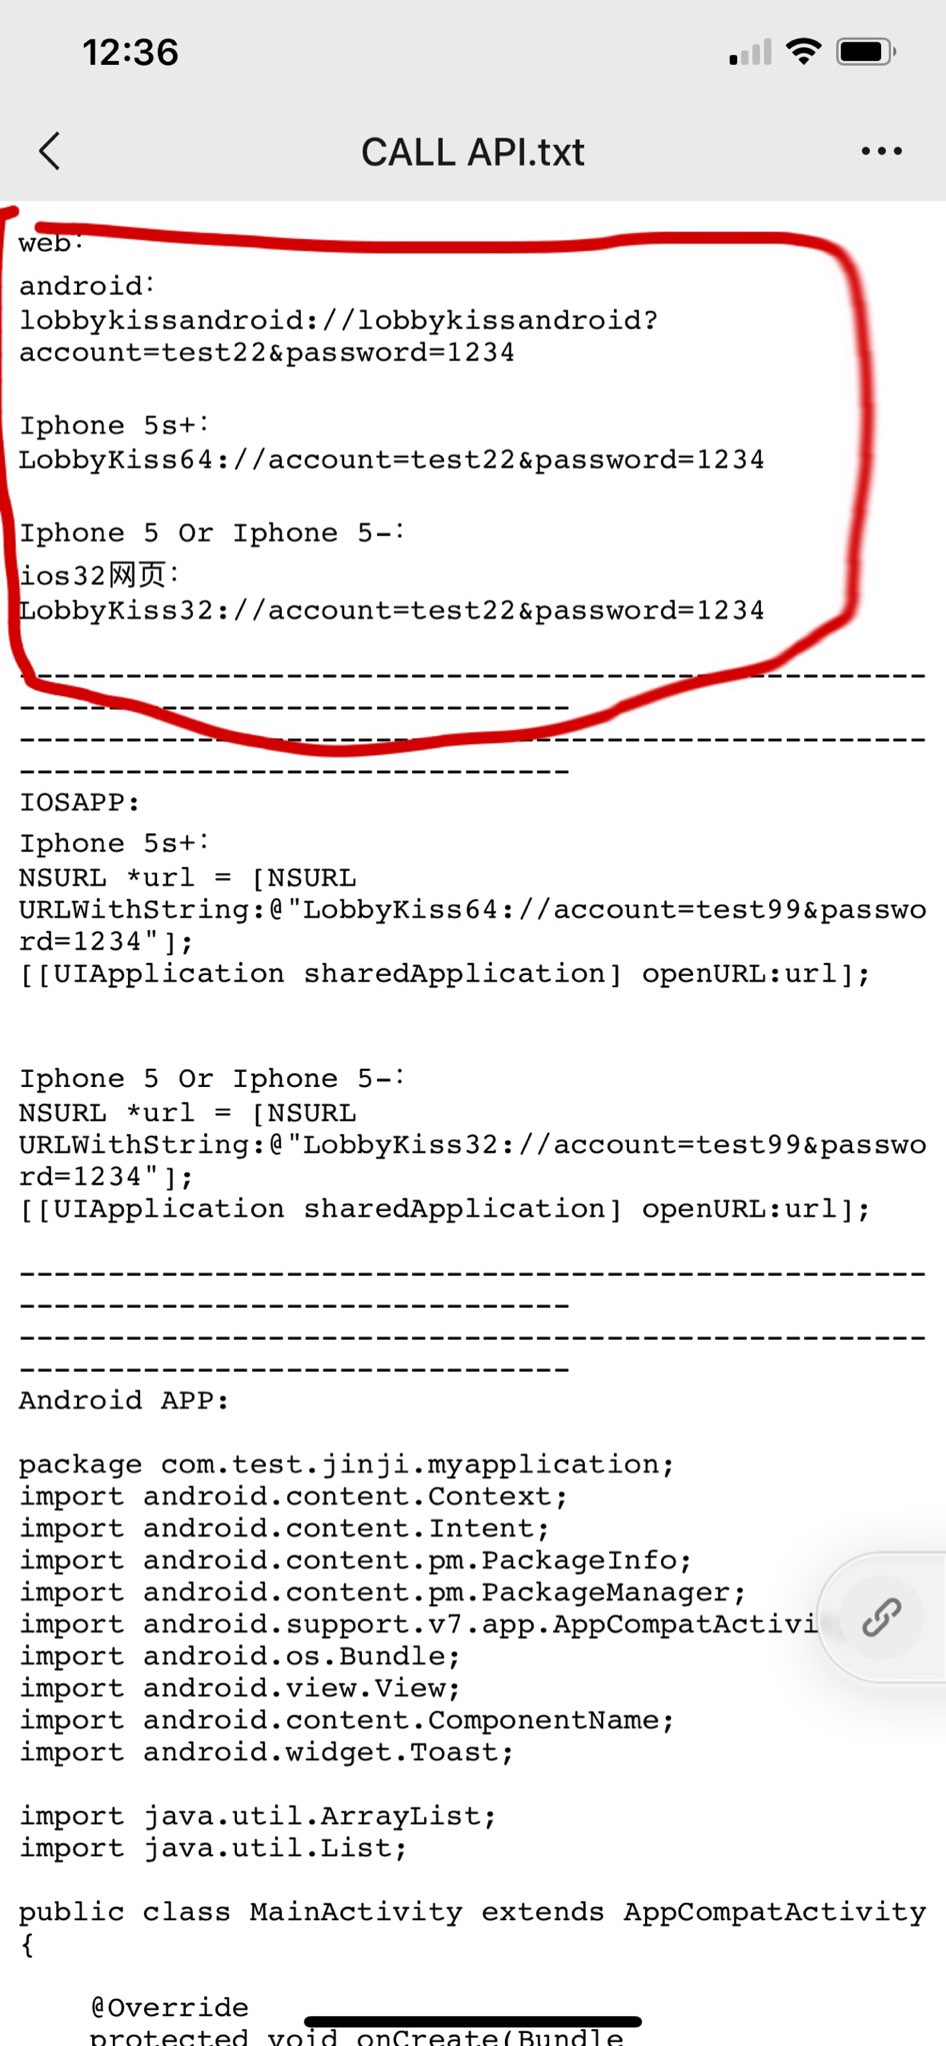 12:36
CALL API.txt
web：
android：
lobbykissandroid://lobbykissandroid?
account=test22&password=1234
Iphone 5s+：
LobbyKiss64://account=test22&password=1234
Iphone 5 Or Iphone 5-：
ios32网页：
LobbyKiss32://account=test22&password=1234
---------------------------------------------------
-------------------------------
---------------------------------------------------
-------------------------------
IOSAPP:
Iphone 5s+：
NSURL *url = [NSURL
URLWithString:@"LobbyKiss64://account=test99&passwo
rd=1234"];
[[UIApplication sharedApplication] openURL:url];
Iphone 5 Or Iphone 5-：
NSURL *url = [NSURL
URLWithString:@"LobbyKiss32://account=test99&passwo
rd=1234"];
[[UIApplication sharedApplication] openURL:url];
---------------------------------------------------
-------------------------------
---------------------------------------------------
-------------------------------
Android APP:
package com.test.jinji.myapplication;
import android.content.Context;
import android.content.Intent;
import android.content.pm.PackageInfo;
import android.content.pm.PackageManager;
import android.support.v7.app.AppCompatActivi
import android.os.Bundle;
import android.view.View;
import android.content.ComponentName;
import android.widget.Toast;
import java.util.ArrayList;
import java.util.List;
public class MainActivity extends AppCompatActivity
{
@Override
protected void onCreate(Bundle